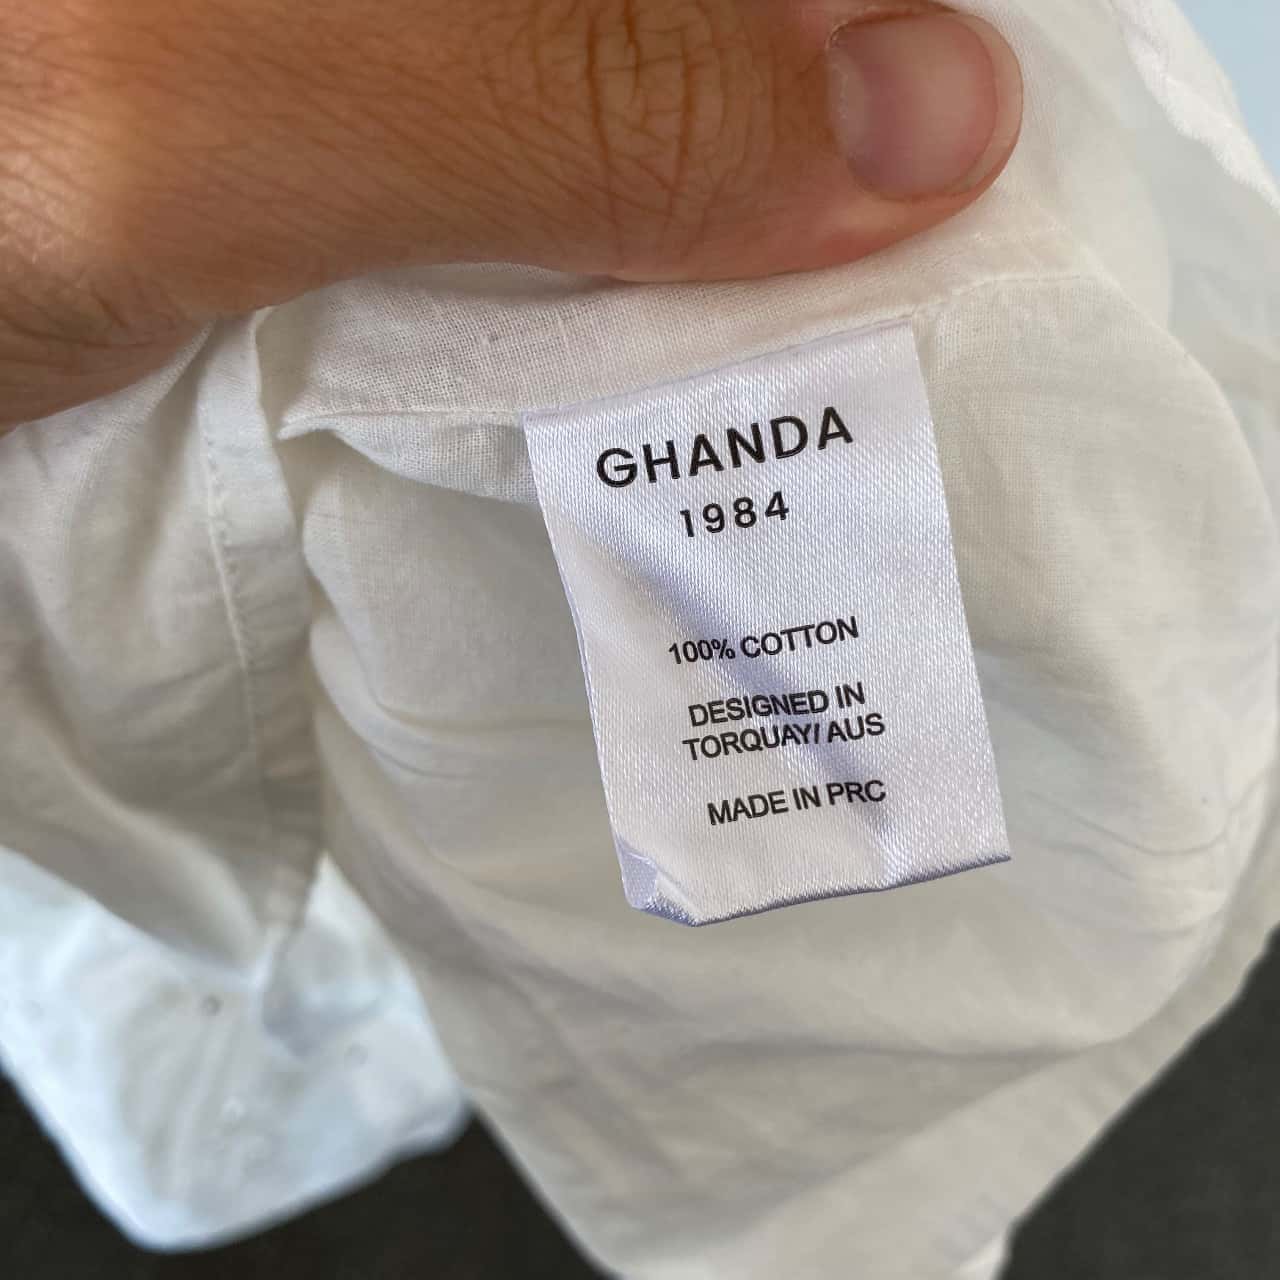 GHANDA
1984
100% COTTON
DESIGNED IN
TORQUAY/ AUS
MADE IN PRC